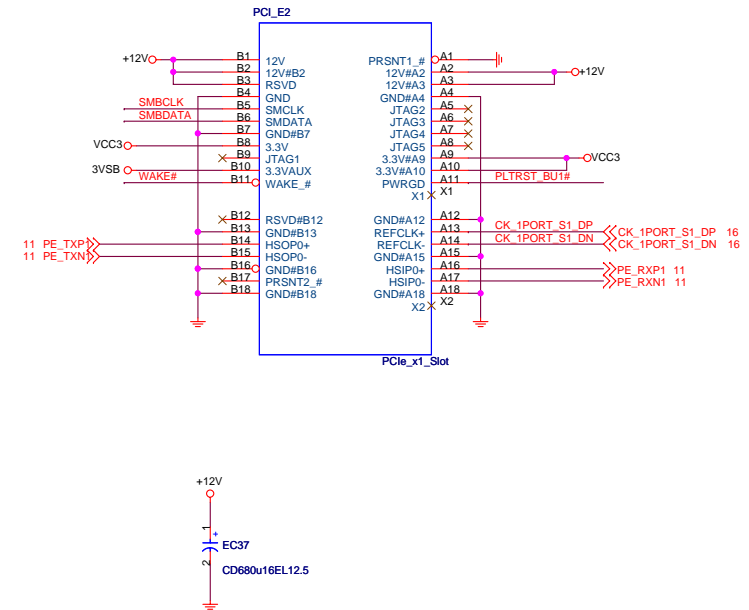 PCI_E2
+12V B1 12V PRSNT1_# A1
B2 12V#B2 12V#A2 A2 +12V
B3 RSVD 12V#A3 A3
B4 GND GND#A4 A4
SMBCLK B5 SMCLK JTAG2 A5
SMBDATA B6 SMDATA JTAG3 A6
B7 GND#B7 JTAG4 A7
VCC3 B8 3.3V JTAG5 A8
B9 JTAG1 3.3V#A9 A9 VCC3
3VSB B10 3.3VAUX 3.3V#A10 A10
WAKE# B11 WAKE_# PWRGD A11 PLTRST_BU1#
X1 X1
B12 RSVD#B12 GND#A12 A12
B13 GND#B13 REFCLK+ A13 CK_1PORT_S1_DP CK_1PORT_S1_DP 16
11 PE_TXP1 B14 HSOP0+ REFCLK- A14 CK_1PORT_S1_DN CK_1PORT_S1_DN 16
11 PE_TXN1 B15 HSOP0- GND#A15 A15
B16 GND#B16 HSIP0+ A16 PE_RXP1 11
B17 PRSNT2_# HSIP0- A17 PE_RXN1 11
B18 GND#B18 GND#A18 A18
X2 X2
PCIe_x1_Slot
+12V
1
+
EC37
2
CD680u16EL12.5